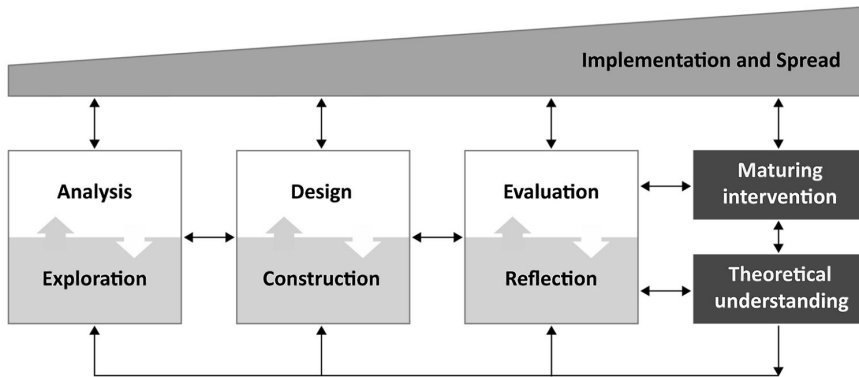 Implementation and Spread
Analysis
Design
Evaluation
Maturing
intervention
Exploration
Construction
Reflection
Theoretical
understanding